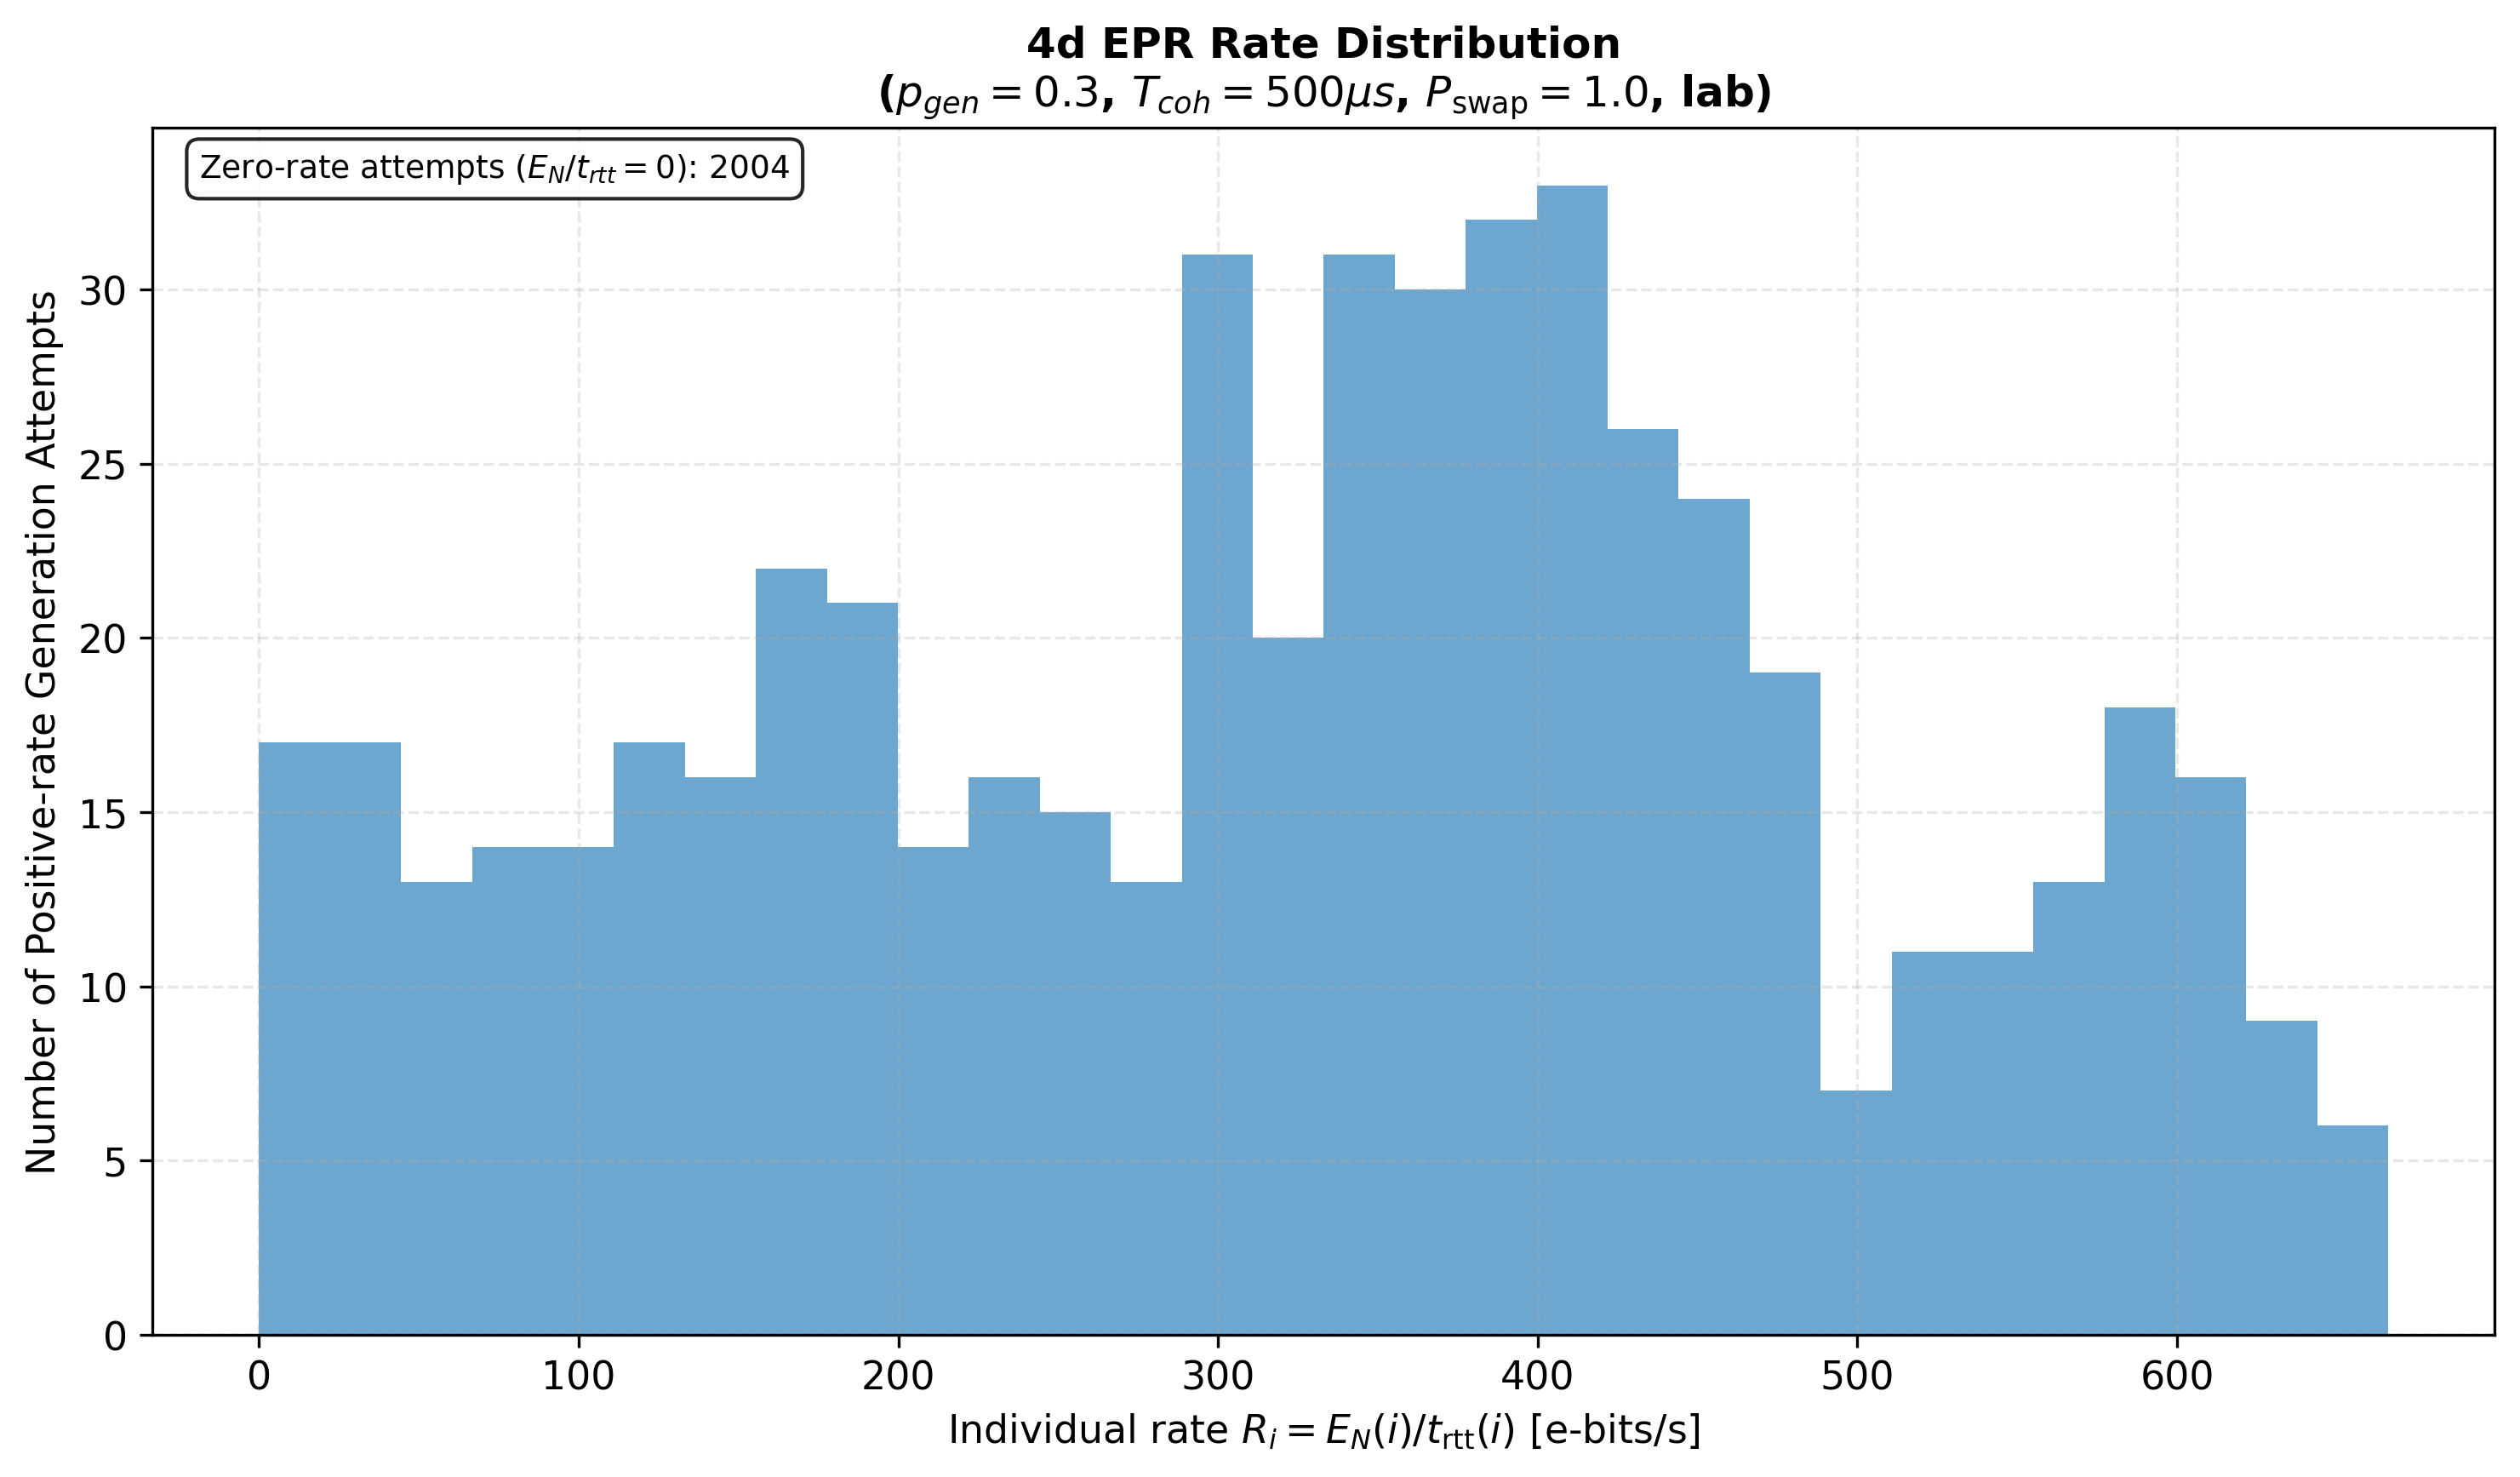 4d EPR Rate Distribution
(p_gen = 0.3, T_coh = 500μs, P_swap = 1.0, lab)
Zero-rate attempts (E_N/t_rtt = 0): 2004
Number of Positive-rate Generation Attempts
30
25
20
15
10
5
0
0 100 200 300 400 500 600
Individual rate R_i = E_N(i)/t_rtt(i) [e-bits/s]